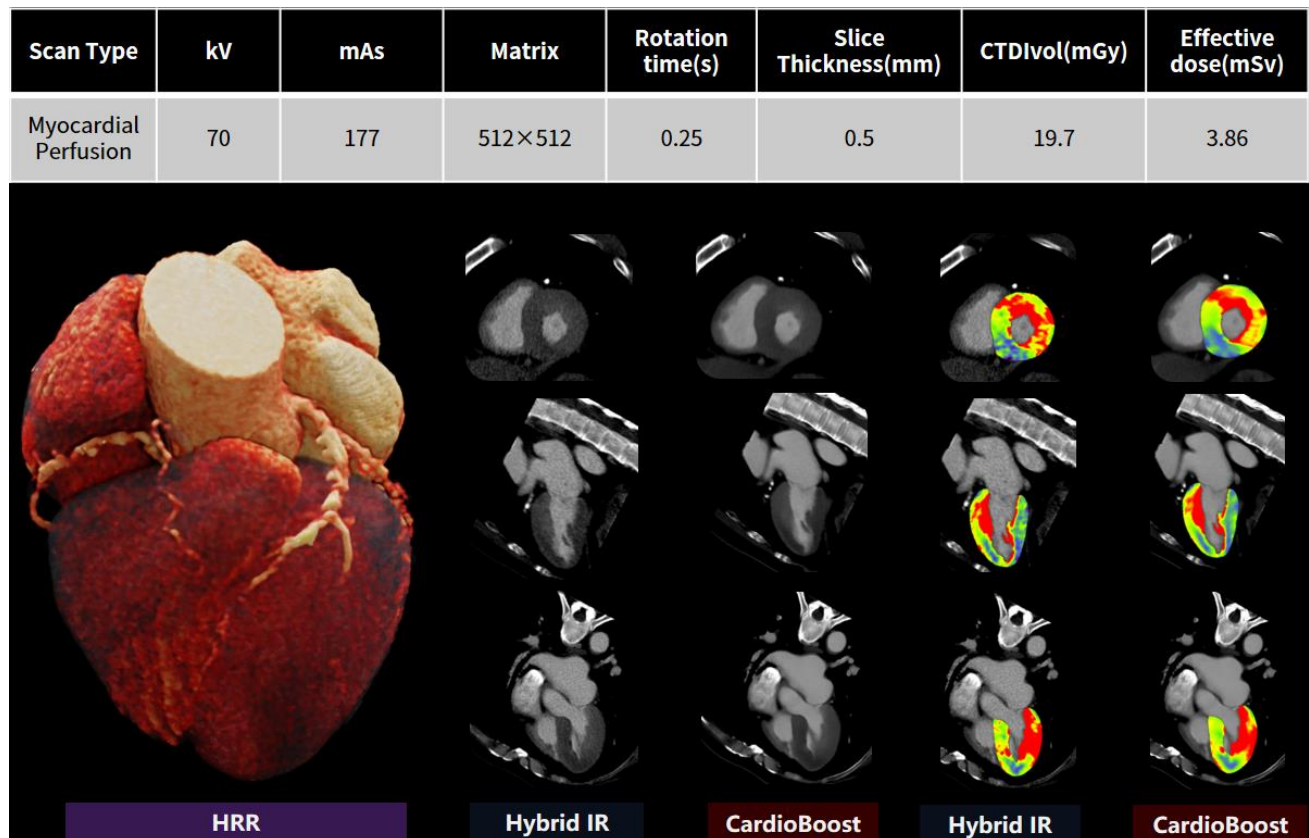 Scan Type kV mAs Matrix Rotation time(s) Slice Thickness(mm) CTDIvol(mGy) Effective dose(mSv)
Myocardial Perfusion 70 177 512×512 0.25 0.5 19.7 3.86
HRR Hybrid IR CardioBoost Hybrid IR CardioBoost